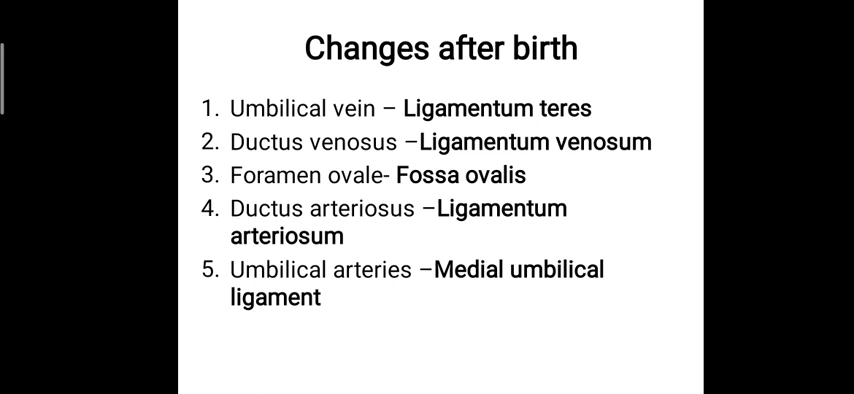 Changes after birth
1. Umbilical vein – Ligamentum teres
2. Ductus venosus –Ligamentum venosum
3. Foramen ovale- Fossa ovalis
4. Ductus arteriosus –Ligamentum
arteriosum
5. Umbilical arteries –Medial umbilical
ligament